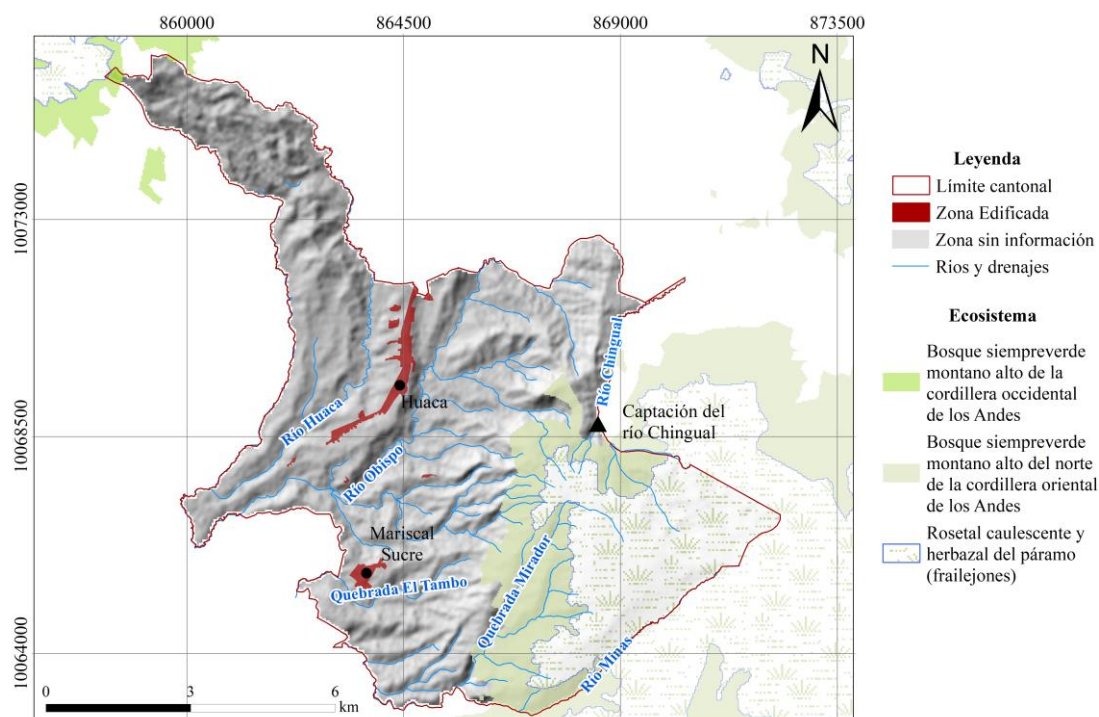 860000
864500
869000
873500
N
10073000
10068500
10064000
Río Chingual
Huaca
Río Huaca
Captación del
río Chingual
Río Obispo
Mariscal
Sucre
Quebrada El Tambo
Quebrada Mirador
Río Minas
0
3
6
km
Leyenda
Límite cantonal
Zona Edificada
Zona sin información
Rios y drenajes
Ecosistema
Bosque siempreverde
montano alto de la
cordillera occidental
de los Andes
Bosque siempreverde
montano alto del norte
de la cordillera oriental
de los Andes
Rosetal caulescente y
herbazal del páramo
(frailejones)